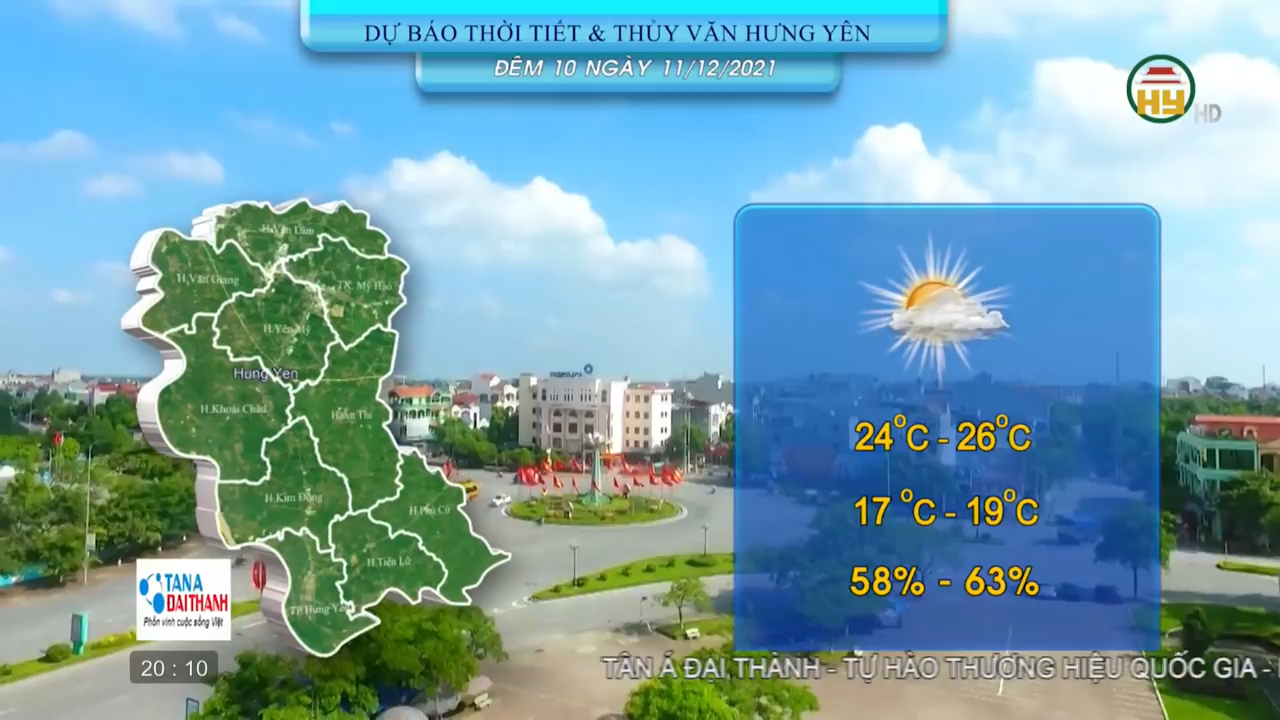 DỰ BÁO THỜI TIẾT & THỦY VĂN HƯNG YÊN
ĐÊM 10 NGÀY 11/12/2021
HY HD
H.Văn Lâm
H.Văn Giang
TX. Mỹ Hào
H.Yên Mỹ
Hưng Yên
H.Khoái Châu
H.Ân Thi
H.Kim Động
H.Phù Cừ
H.Tiên Lữ
TP.Hưng Yên
24°C - 26°C
17 °C - 19°C
58% - 63%
TANA
ĐAITHANH
Phồn vinh cuộc sống Việt
20 : 10
TÂN Á ĐẠI THÀNH - TỰ HÀO THƯƠNG HIỆU QUỐC GIA -